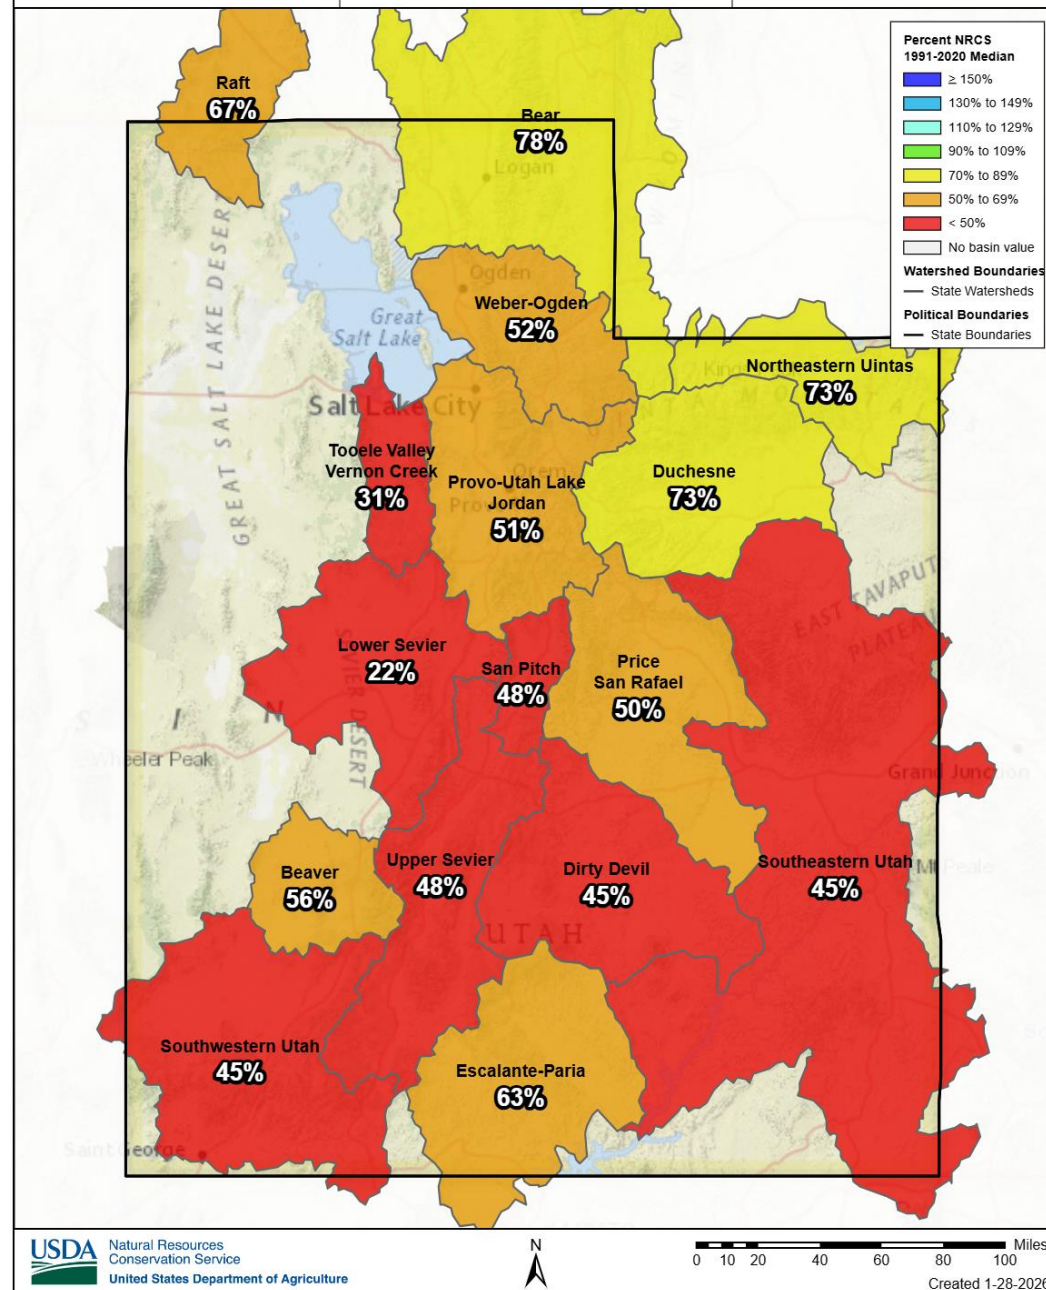 Percent NRCS
1991-2020 Median
≥ 150%
130% to 149%
110% to 129%
90% to 109%
70% to 89%
50% to 69%
< 50%
No basin value
Watershed Boundaries
State Watersheds
Political Boundaries
State Boundaries
Raft
67%
Bear
78%
Logan
GREAT SALT LAKE DESERT
Ogden
Weber-Ogden
52%
Great
Salt Lake
Northeastern Uintas
73%
Salt Lake City
Tooele Valley
Vernon Creek
31%
Orem
Provo-Utah Lake
Jordan
51%
Duchesne
73%
EAST TAVAPUT
PLATEAU
Lower Sevier
22%
San Pitch
48%
Price
San Rafael
50%
SEVIER DESERT
Wheeler Peak
Grand Junction
Beaver
56%
Upper Sevier
48%
Dirty Devil
45%
Southeastern Utah
45%
Mt Peale
UTAH
Southwestern Utah
45%
Escalante-Paria
63%
Saint George
USDA
Natural Resources
Conservation Service
United States Department of Agriculture
N
Miles
0 10 20 40 60 80 100
Created 1-28-2026